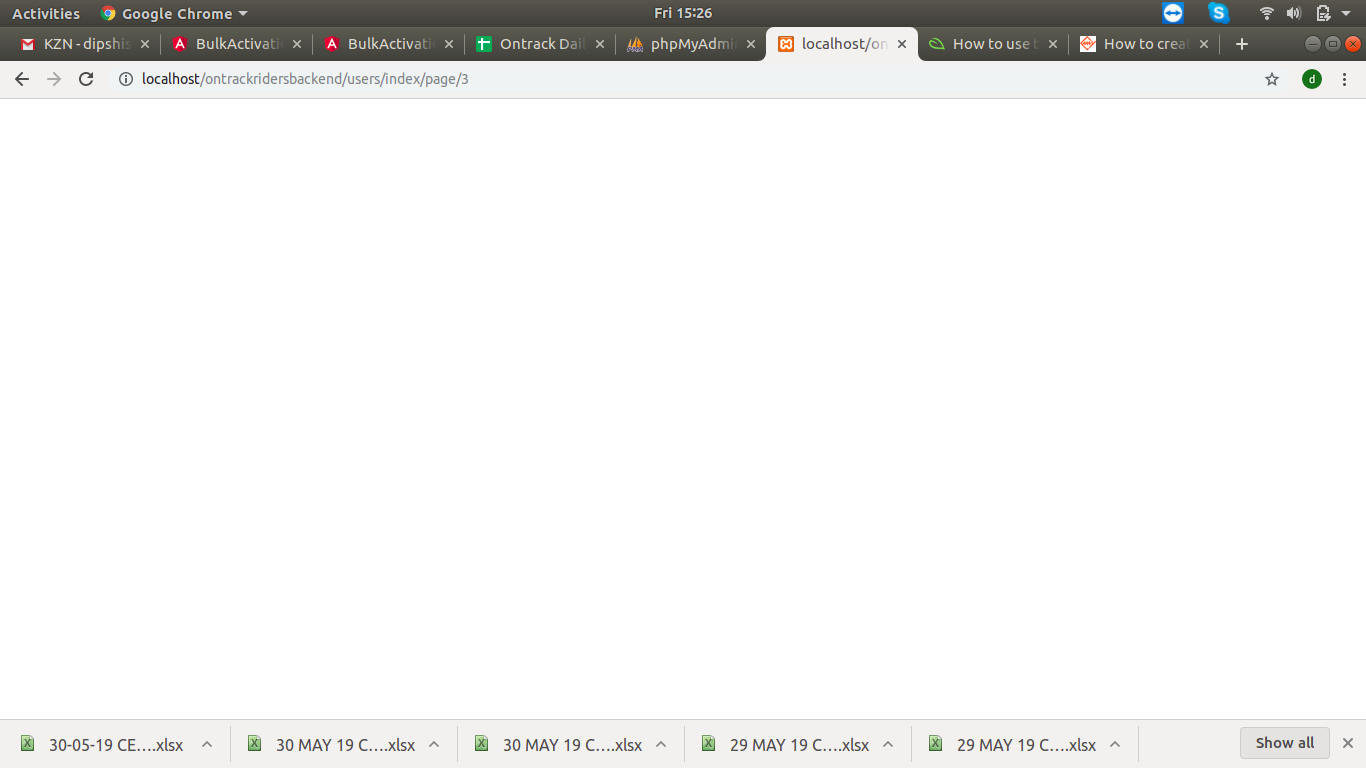 Activities Google Chrome Fri 15:26
KZN - dipshis BulkActivati BulkActivati Ontrack Dail phpMyAdmi localhost/on How to use t How to creat
localhost/ontrackridersbackend/users/index/page/3 d
30-05-19 CE....xlsx 30 MAY 19 C....xlsx 30 MAY 19 C....xlsx 29 MAY 19 C....xlsx 29 MAY 19 C....xlsx Show all